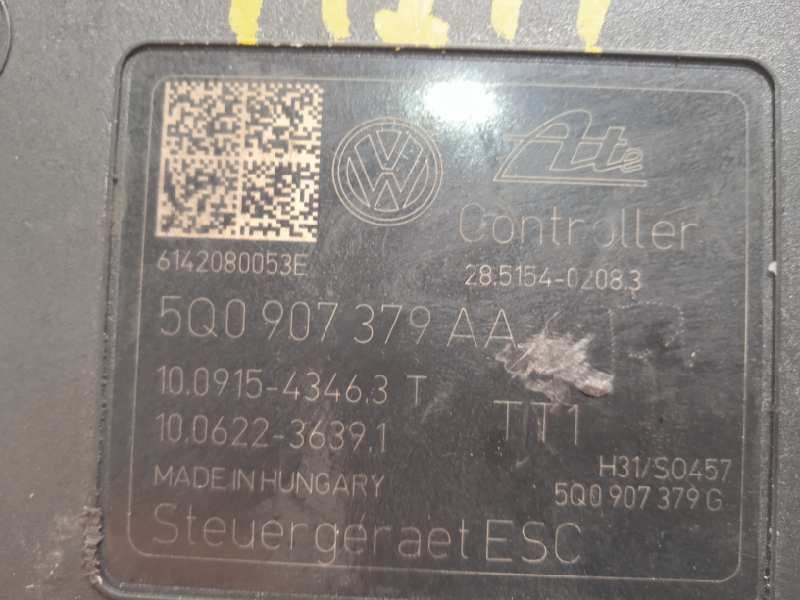 Ate
Controller
6142080053E
28.5154-0208.3
5Q0 907 379 AA
10.0915-4346.3 T
10.0622-3639.1
TT1
H31/S0457
MADE IN HUNGARY
5Q0 907 379 G
Steuergeraet ESC